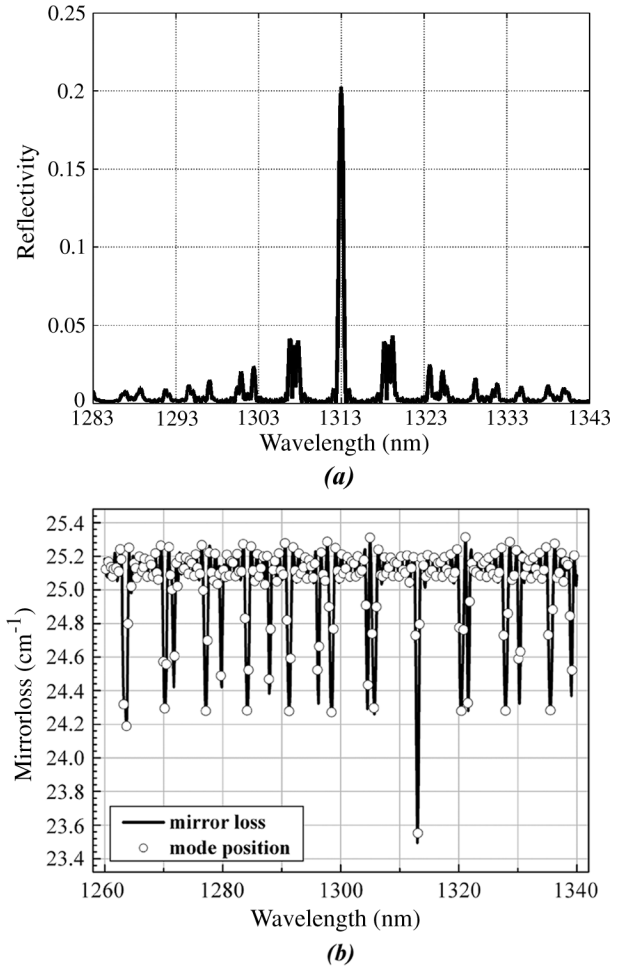 0.25
0.2
0.15
0.1
0.05
0
Reflectivity
1283 1293 1303 1313 1323 1333 1343
Wavelength (nm)
(a)
25.4
25.2
25.0
24.8
24.6
24.4
24.2
24.0
23.8
23.6
23.4
Mirrorloss (cm⁻¹)
mirror loss
mode position
1260 1280 1300 1320 1340
Wavelength (nm)
(b)